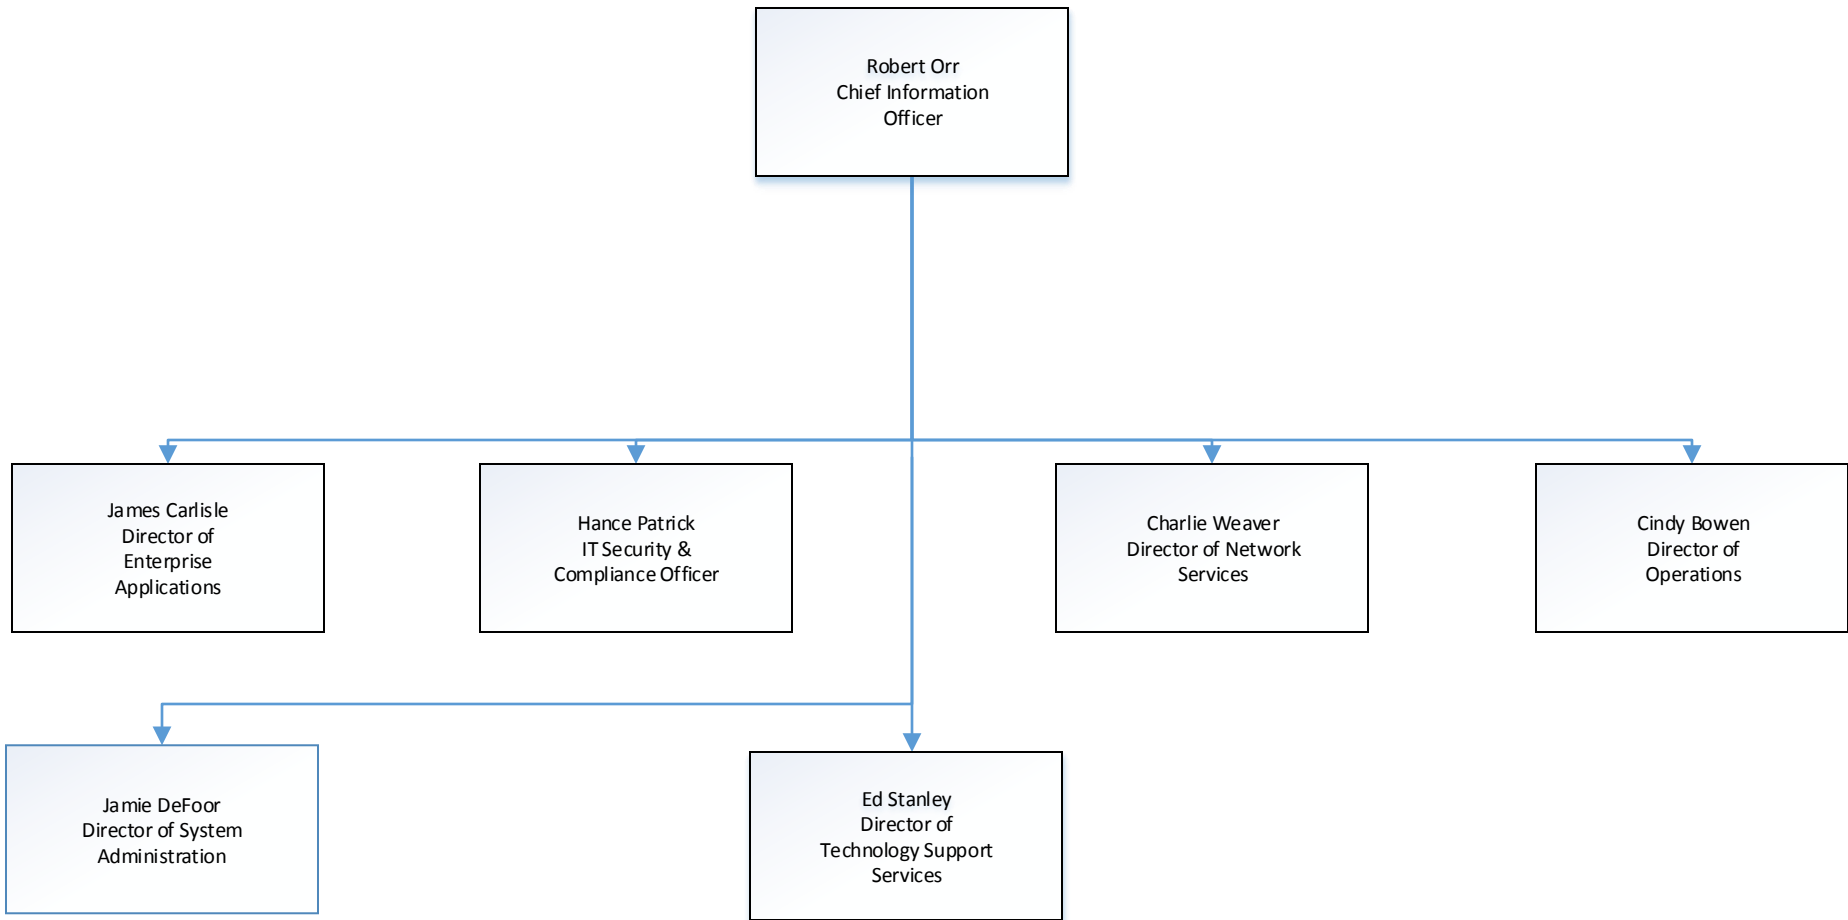 Robert Orr
Chief Information
Officer
James Carlisle
Director of
Enterprise
Applications
Hance Patrick
IT Security &
Compliance Officer
Charlie Weaver
Director of Network
Services
Cindy Bowen
Director of
Operations
Jamie DeFoor
Director of System
Administration
Ed Stanley
Director of
Technology Support
Services